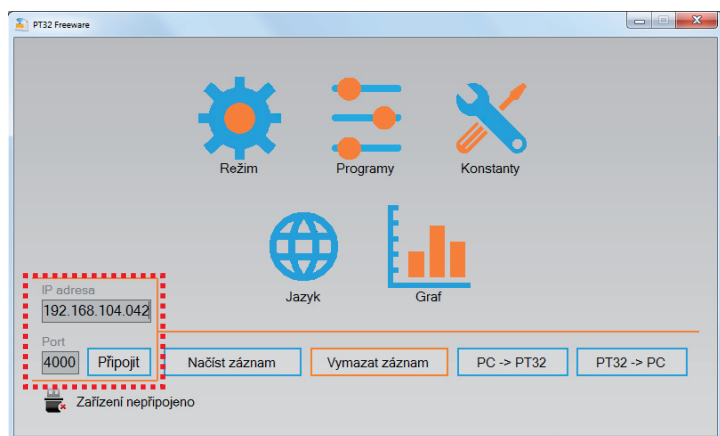 PT32 Freeware
Režim
Programy
Konstanty
Jazyk
Graf
IP adresa
192.168.104.042
Port
4000
Připojit
Načíst záznam
Vymazat záznam
PC -> PT32
PT32 -> PC
Zařízení nepřipojeno